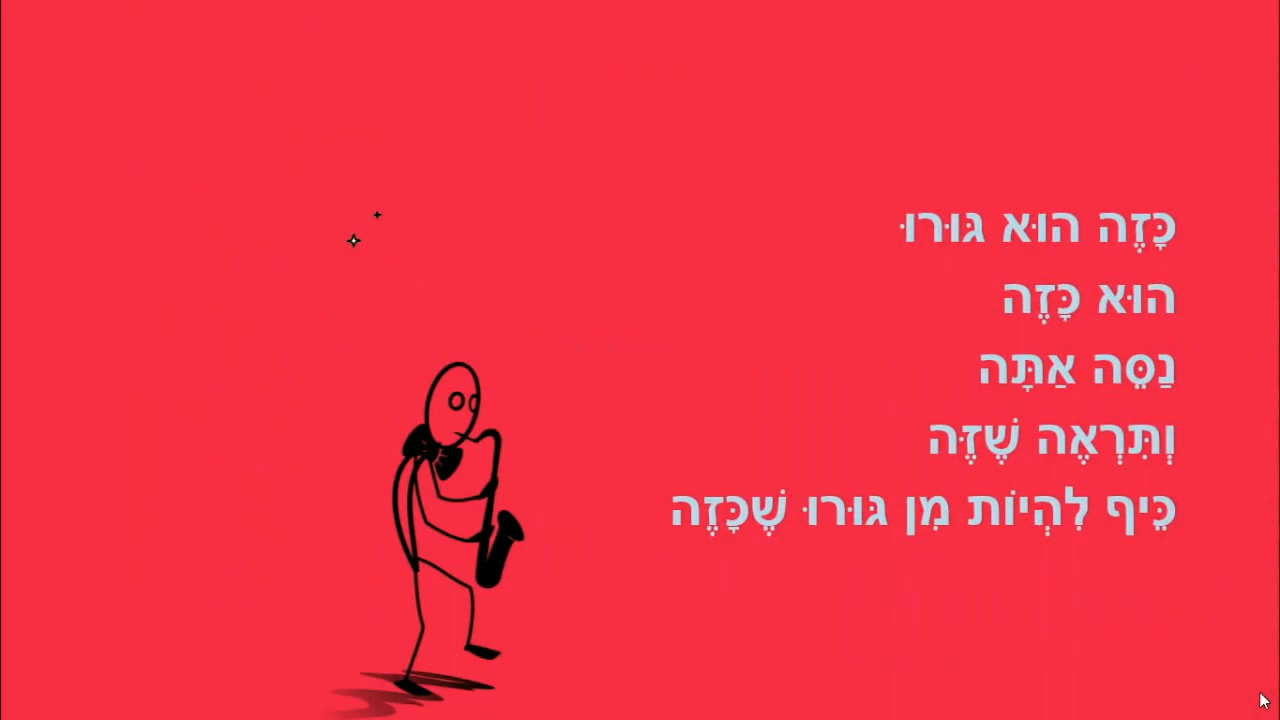 כָּזֶה הוּא גּוּרוּ
הוּא כָּזֶה
נַסֵּה אַתָּה
וְתִּרְאֶה שֶׁזֶּה
כֵּיף לִהְיוֹת מִן גּוּרוּ שֶׁכָּזֶה